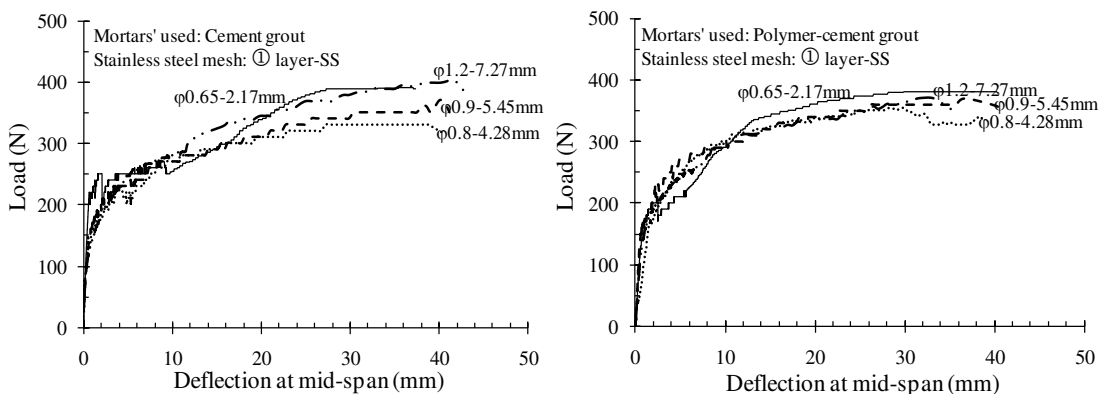 500
400
300
200
100
0
Load (N)
Mortars' used: Cement grout
Stainless steel mesh: ① layer-SS
φ1.2-7.27mm
φ0.65-2.17mm
φ0.9-5.45mm
φ0.8-4.28mm
0 10 20 30 40 50
Deflection at mid-span (mm)
500
400
300
200
100
0
Load (N)
Mortars' used: Polymer-cement grout
Stainless steel mesh: ① layer-SS
φ0.65-2.17mm
φ1.2-7.27mm
φ0.9-5.45mm
φ0.8-4.28mm
0 10 20 30 40 50
Deflection at mid-span (mm)